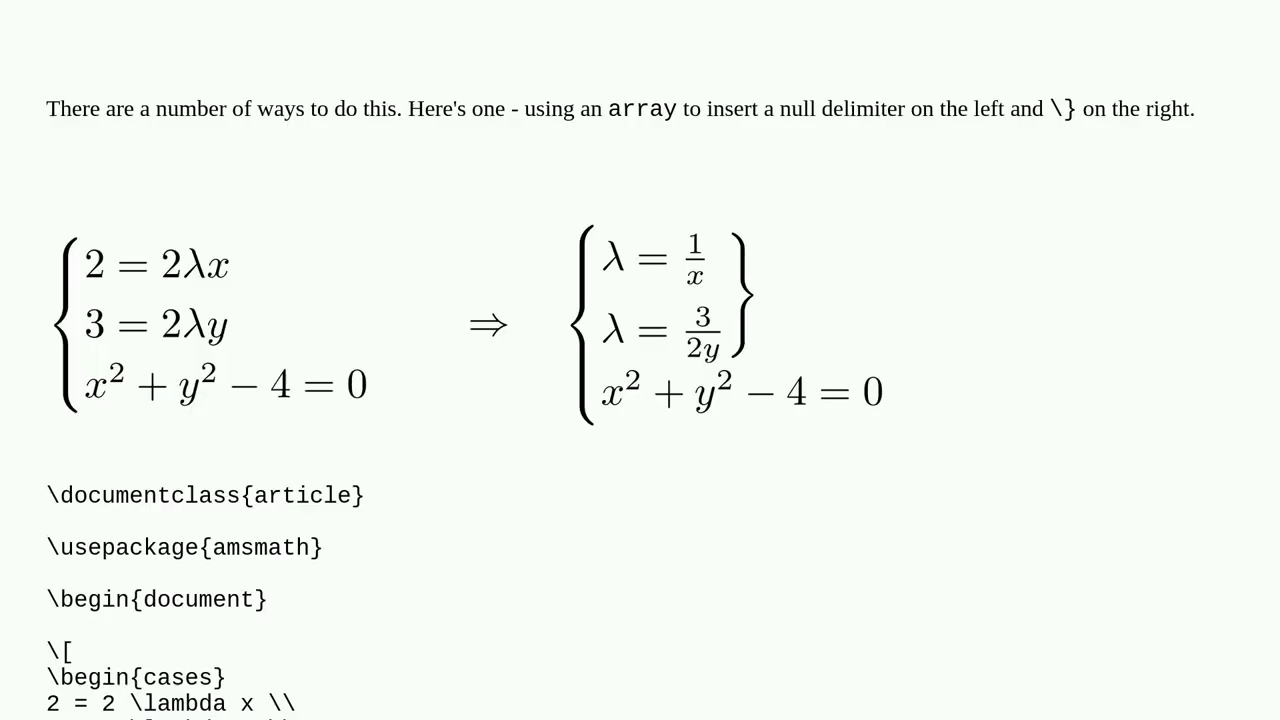 There are a number of ways to do this. Here's one - using an array to insert a null delimiter on the left and \} on the right.
2 = 2λx
3 = 2λy
x² + y² − 4 = 0
⇒
λ = 1/x
λ = 3/2y
x² + y² − 4 = 0
\documentclass{article}
\usepackage{amsmath}
\begin{document}
\[
\begin{cases}
2 = 2 \lambda x \\